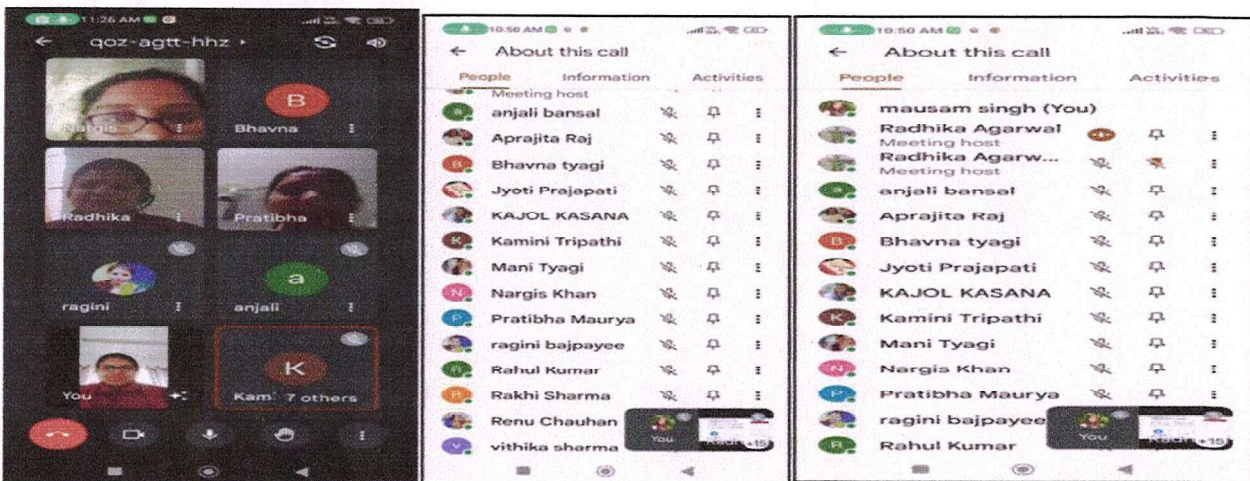 11:26 AM
qoz-agtt-hhz
Nargis
Bhavna
B
Radhika
Pratibha
ragini
anjali
a
You
Kam
7 others
K
10:50 AM
About this call
People Information Activities
Meeting host
anjali bansal
Aprajita Raj
Bhavna tyagi
Jyoti Prajapati
KAJOL KASANA
Kamini Tripathi
Mani Tyagi
Nargis Khan
Pratibha Maurya
ragini bajpayee
Rahul Kumar
Rakhi Sharma
Renu Chauhan
vithika sharma
You
+15
10:50 AM
About this call
People Information Activities
mausam singh (You)
Radhika Agarwal
Meeting host
Radhika Agarw...
Meeting host
anjali bansal
Aprajita Raj
Bhavna tyagi
Jyoti Prajapati
KAJOL KASANA
Kamini Tripathi
Mani Tyagi
Nargis Khan
Pratibha Maurya
ragini bajpayee
Rahul Kumar
You
+15